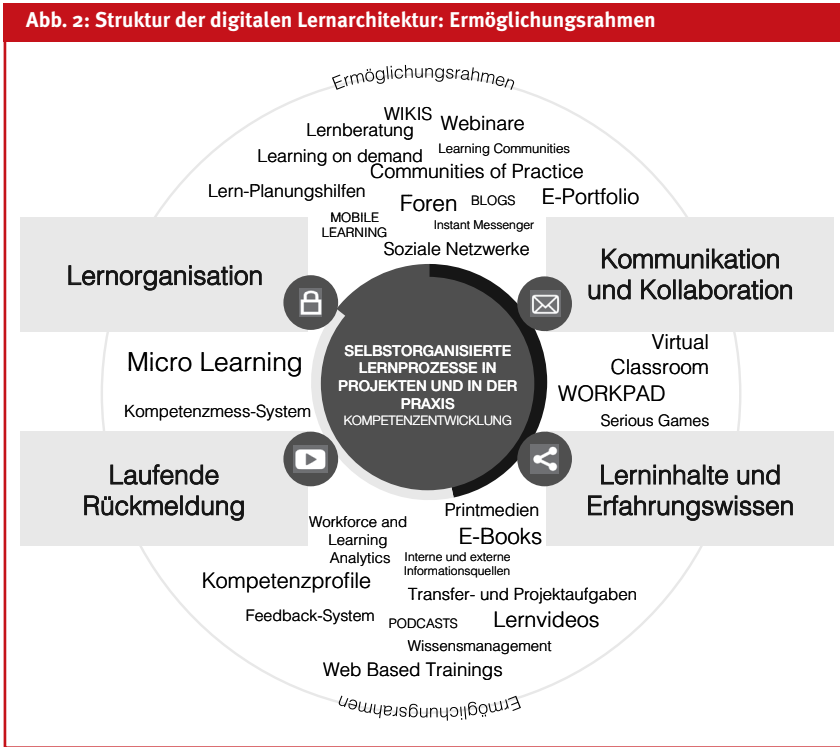 Abb. 2: Struktur der digitalen Lernarchitektur: Ermöglichungsrahmen
Ermöglichungsrahmen
WIKIS
Webinare
Lernberatung
Learning Communities
Learning on demand
Communities of Practice
Lern-Planungshilfen
Foren
BLOGS
E-Portfolio
MOBILE
LEARNING
Instant Messenger
Soziale Netzwerke
Lernorganisation
Kommunikation
und Kollaboration
SELBSTORGANISIERTE
LERNPROZESSE IN
PROJEKTEN UND IN DER
PRAXIS
KOMPETENZENTWICKLUNG
Micro Learning
Kompetenzmess-System
Virtual
Classroom
WORKPAD
Serious Games
Laufende
Rückmeldung
Lerninhalte und
Erfahrungswissen
Workforce and
Learning
Analytics
Printmedien
E-Books
Interne und externe
Informationsquellen
Kompetenzprofile
Transfer- und Projektaufgaben
Feedback-System
PODCASTS
Lernvideos
Wissensmanagement
Web Based Trainings
Ermöglichungsrahmen